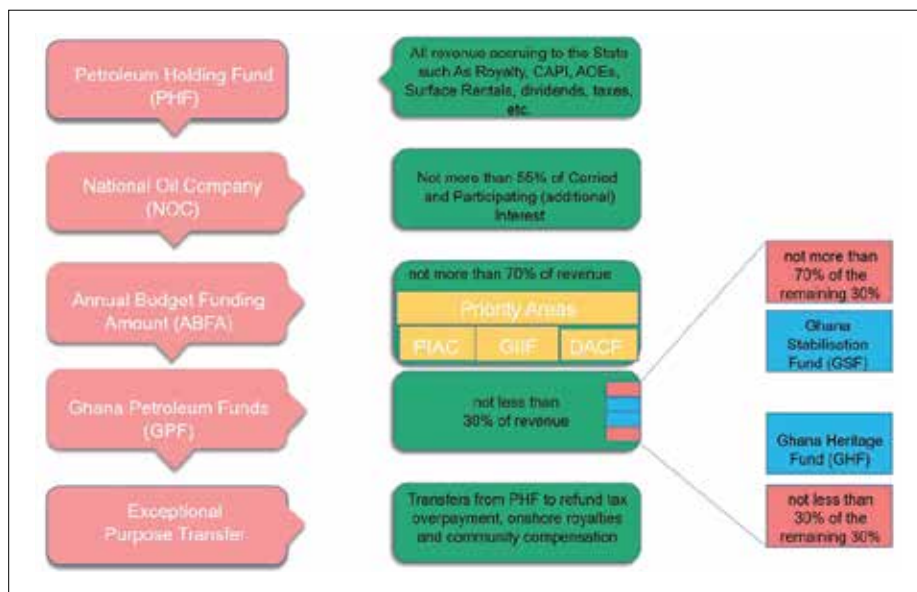 Petroleum Holding Fund
(PHF)
All revenue accruing to the State
such As Royalty, CAPI, AOEs,
Surface Rentals, dividends, taxes,
etc.
National Oil Company
(NOC)
Not more than 55% of Carried
and Participating (additional)
Interest
Annual Budget Funding
Amount (ABFA)
not more than 70% of revenue
Priority Areas
PIAC
GIIF
DACF
Ghana Petroleum Funds
(GPF)
not less than
30% of revenue
not more than
70% of the
remaining 30%
Ghana
Stabilisation
Fund (GSF)
Ghana Heritage
Fund (GHF)
not less than
30% of the
remaining 30%
Exceptional
Purpose Transfer
Transfers from PHF to refund tax
overpayment, onshore royalties
and community compensation